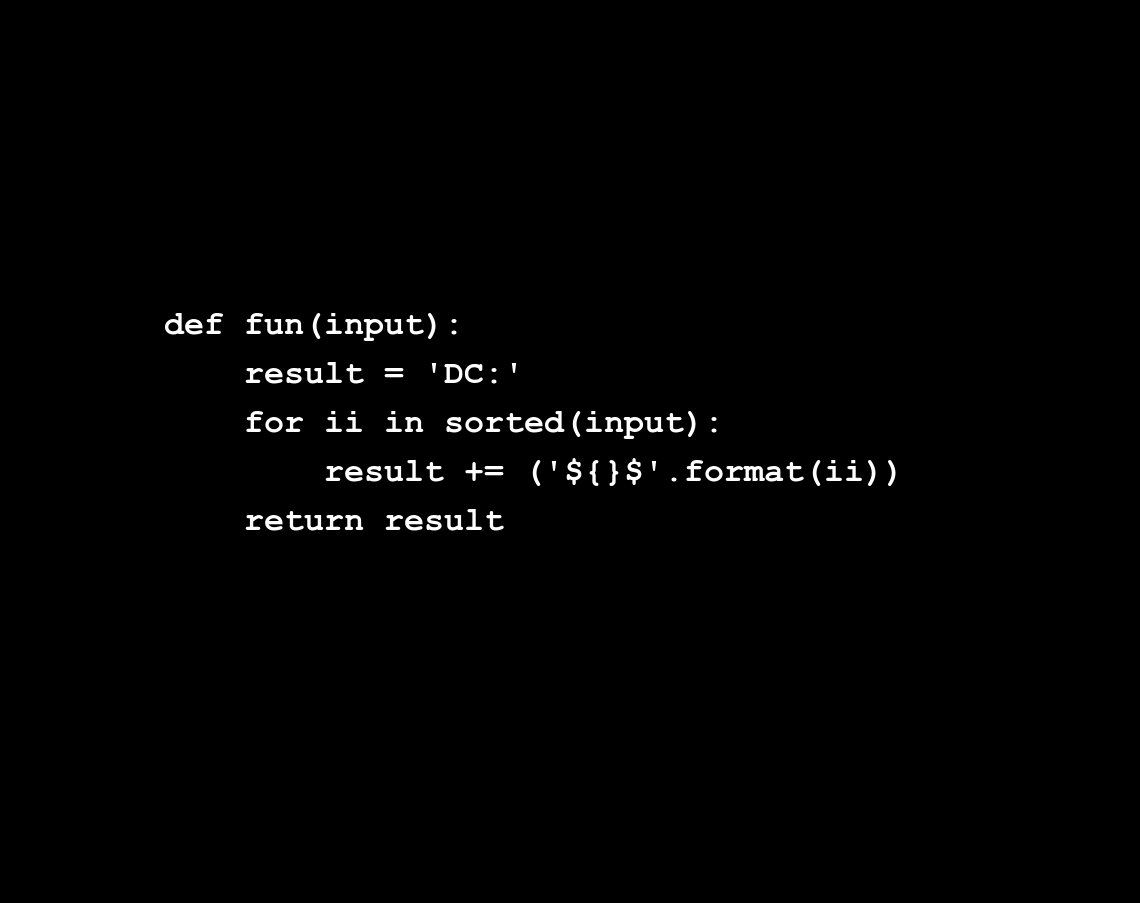 def fun(input):
    result = 'DC:'
    for ii in sorted(input):
        result += ('${}$'.format(ii))
    return result